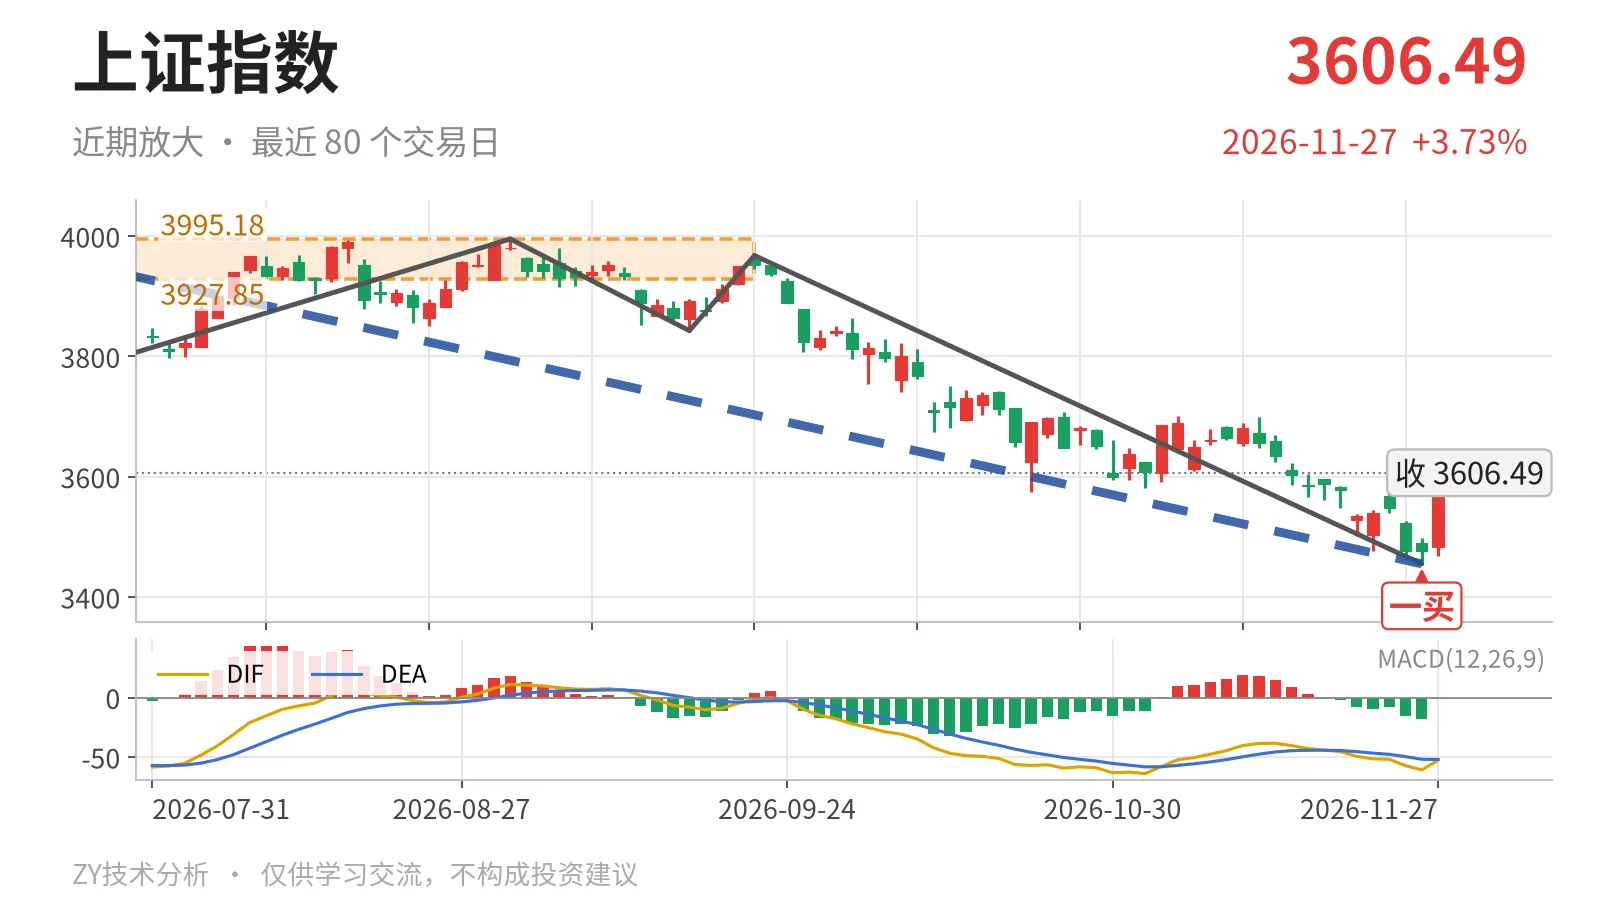 上证指数
3606.49
近期放大 · 最近 80 个交易日
2026-11-27 +3.73%
3995.18
4000
3927.85
3800
3600
收 3606.49
3400
一买
DIF
DEA
MACD(12,26,9)
0
-50
2026-07-31
2026-08-27
2026-09-24
2026-10-30
2026-11-27
ZY技术分析 · 仅供学习交流，不构成投资建议